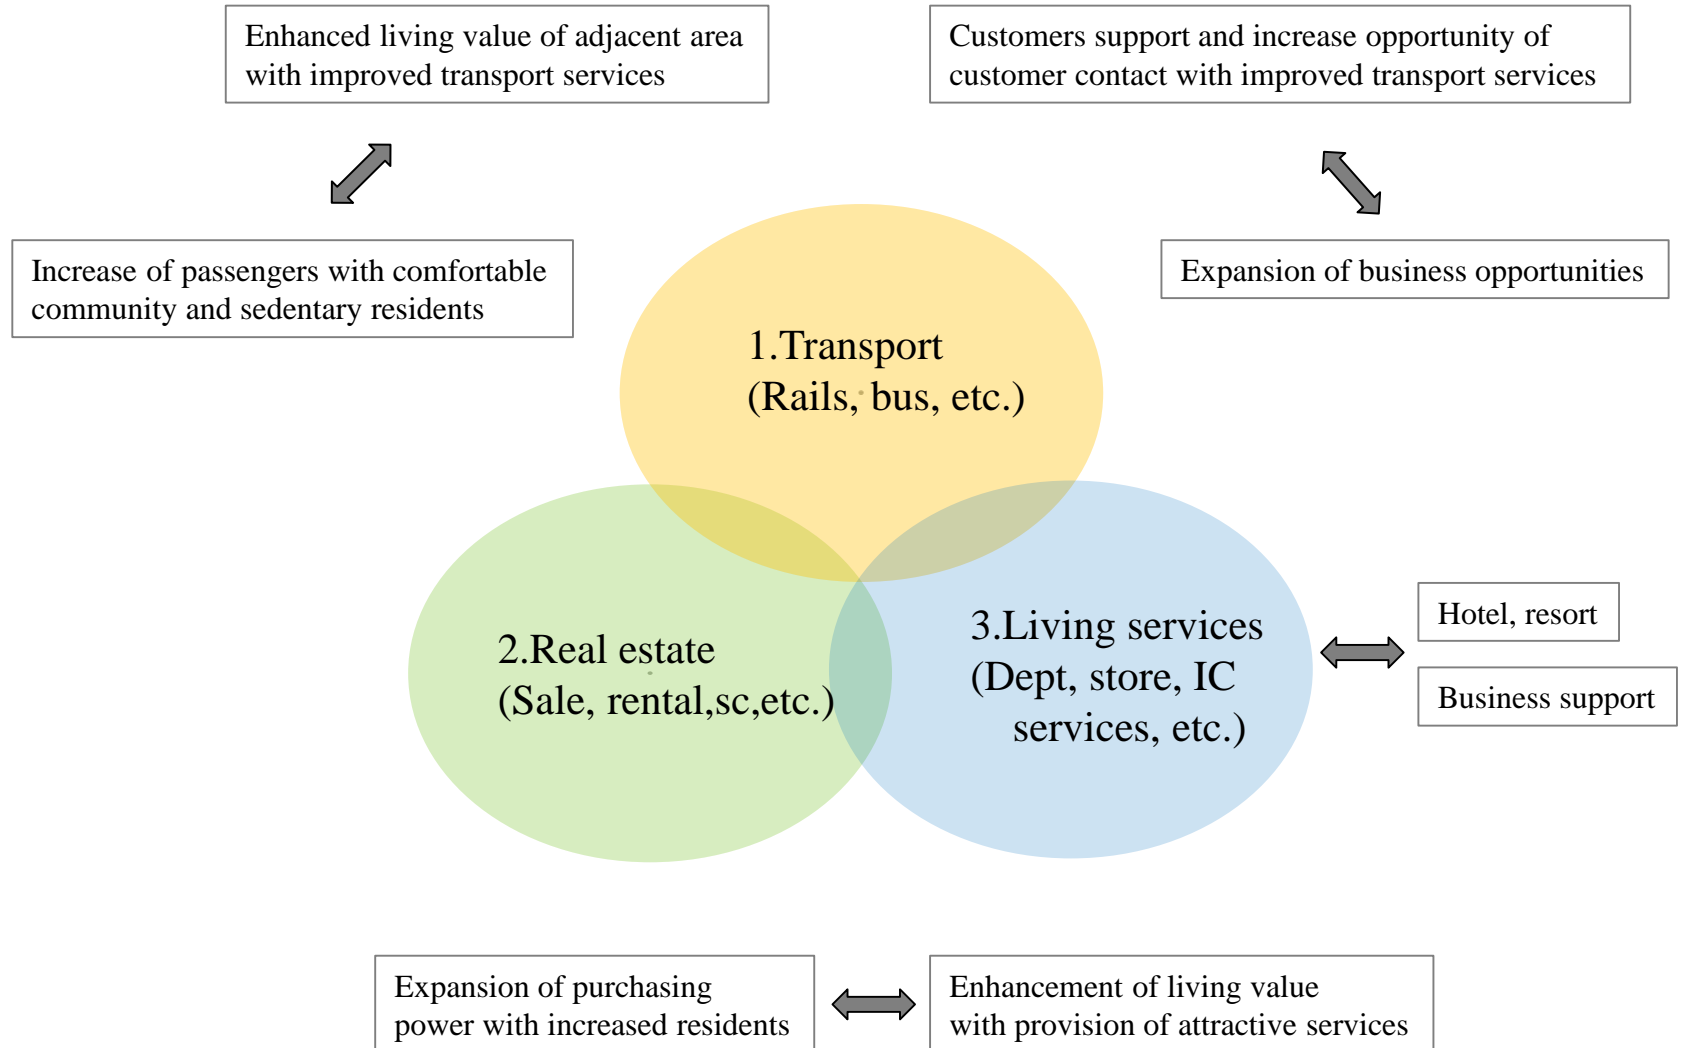 Enhanced living value of adjacent area
with improved transport services
Customers support and increase opportunity of
customer contact with improved transport services
Increase of passengers with comfortable
community and sedentary residents
Expansion of business opportunities
1.Transport
(Rails, bus, etc.)
2.Real estate
(Sale, rental,sc,etc.)
3.Living services
(Dept, store, IC
services, etc.)
Hotel, resort
Business support
Expansion of purchasing
power with increased residents
Enhancement of living value
with provision of attractive services